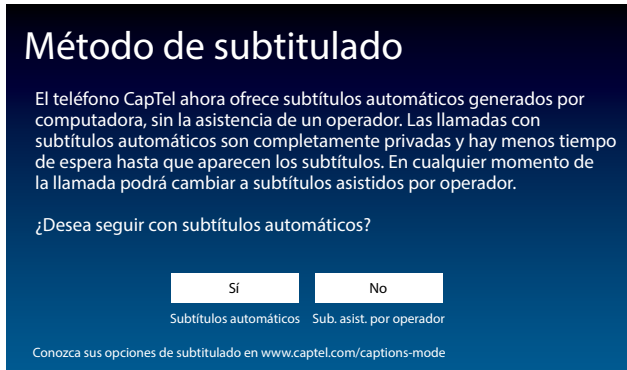 Método de subtitulado
El teléfono CapTel ahora ofrece subtítulos automáticos generados por
computadora, sin la asistencia de un operador. Las llamadas con
subtítulos automáticos son completamente privadas y hay menos tiempo
de espera hasta que aparecen los subtítulos. En cualquier momento de
la llamada podrá cambiar a subtítulos asistidos por operador.
¿Desea seguir con subtítulos automáticos?
Sí No
Subtítulos automáticos Sub. asist. por operador
Conozca sus opciones de subtitulado en www.captel.com/captions-mode